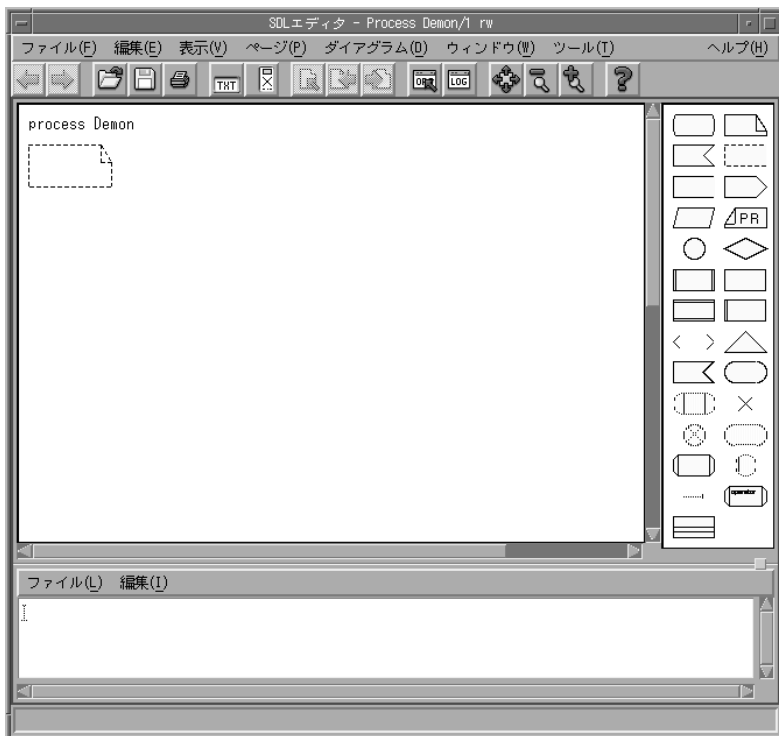 SDLエディタ - Process Demon/1 rw
ファイル(F) 編集(E) 表示(V) ページ(P) ダイアグラム(D) ウィンドウ(W) ツール(T) ヘルプ(H)
TXT ORG LOG ?
process Demon
PR
operator
ファイル(L) 編集(I)